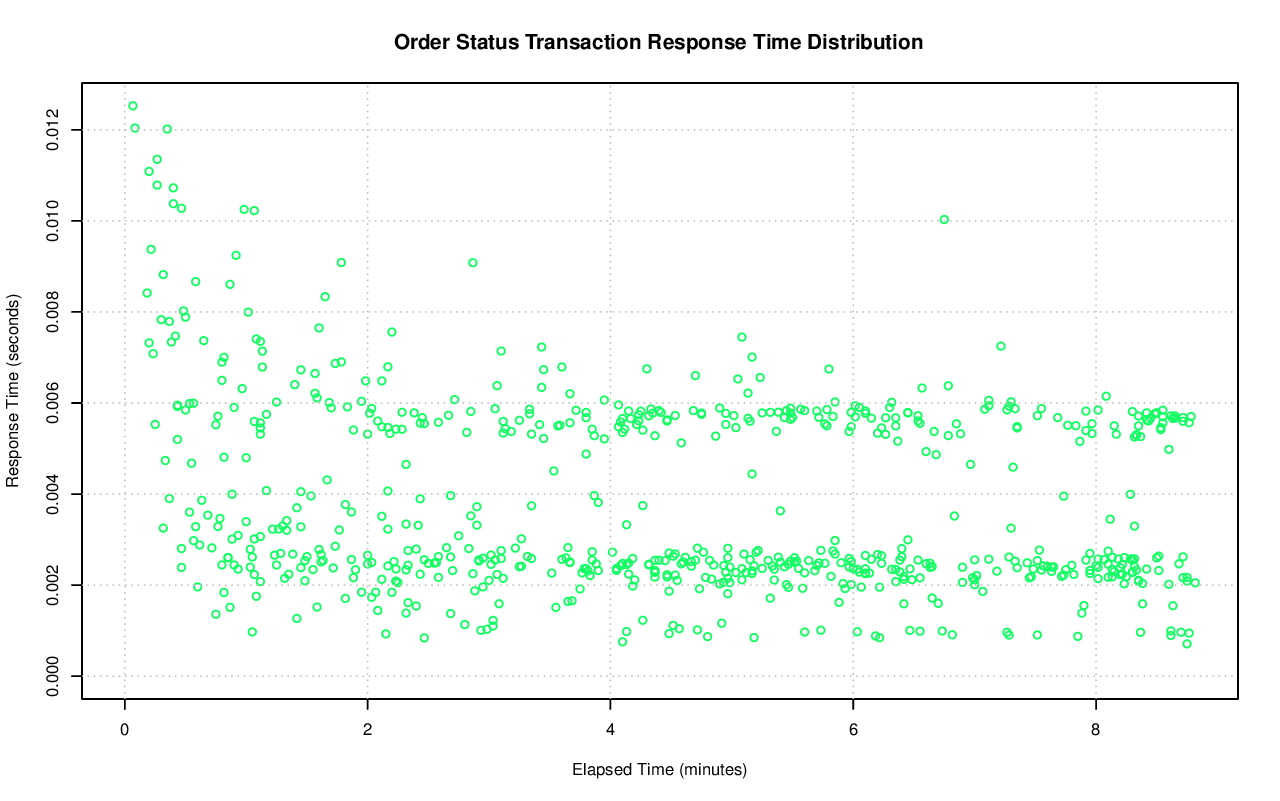 Order Status Transaction Response Time Distribution
Response Time (seconds)
0.012
0.010
0.008
0.006
0.004
0.002
0.000
0 2 4 6 8
Elapsed Time (minutes)